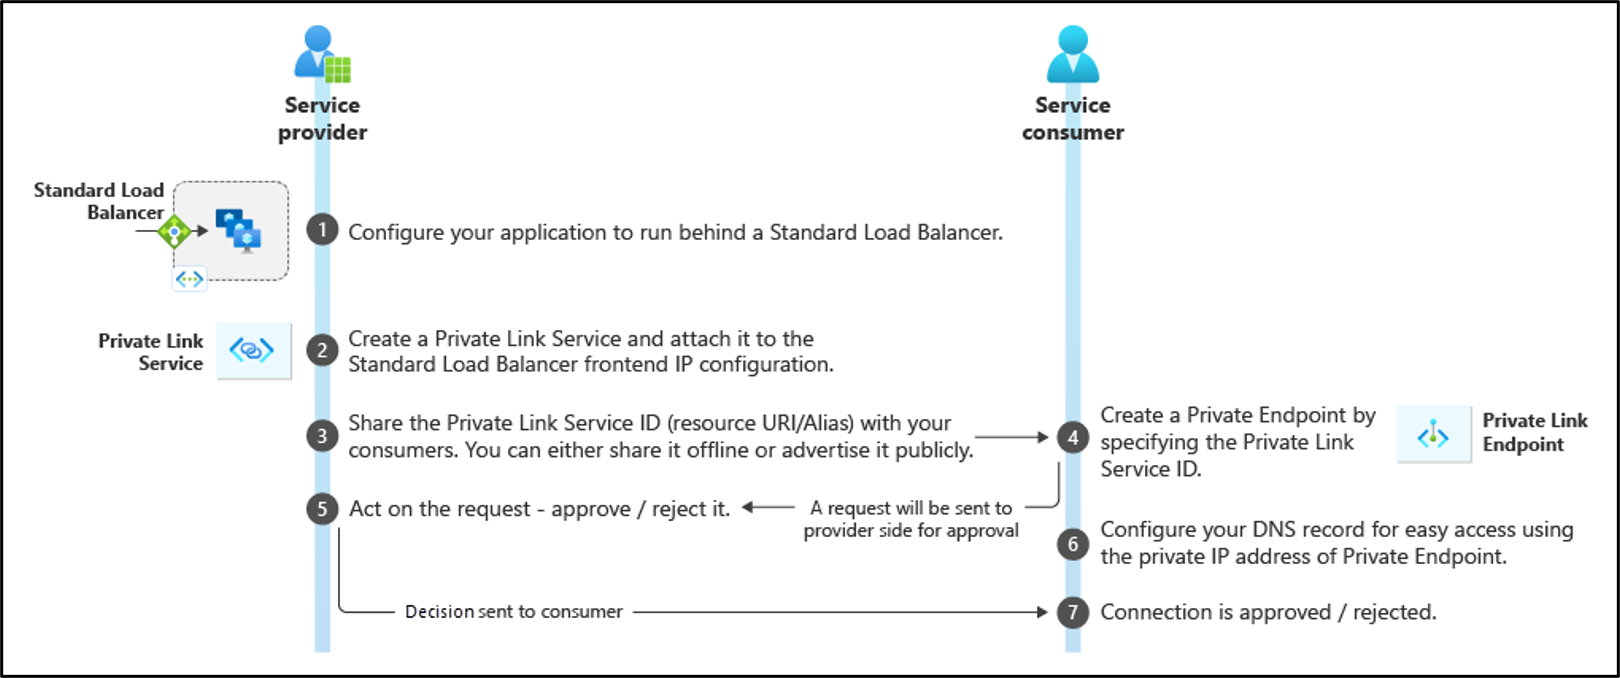 Service
provider
Service
consumer
Standard Load
Balancer
1
Configure your application to run behind a Standard Load Balancer.
Private Link
Service
2
Create a Private Link Service and attach it to the
Standard Load Balancer frontend IP configuration.
3
Share the Private Link Service ID (resource URI/Alias) with your
consumers. You can either share it offline or advertise it publicly.
4
Create a Private Endpoint by
specifying the Private Link
Service ID.
Private Link
Endpoint
5
Act on the request - approve / reject it.
A request will be sent to
provider side for approval
6
Configure your DNS record for easy access using
the private IP address of Private Endpoint.
Decision sent to consumer
7
Connection is approved / rejected.